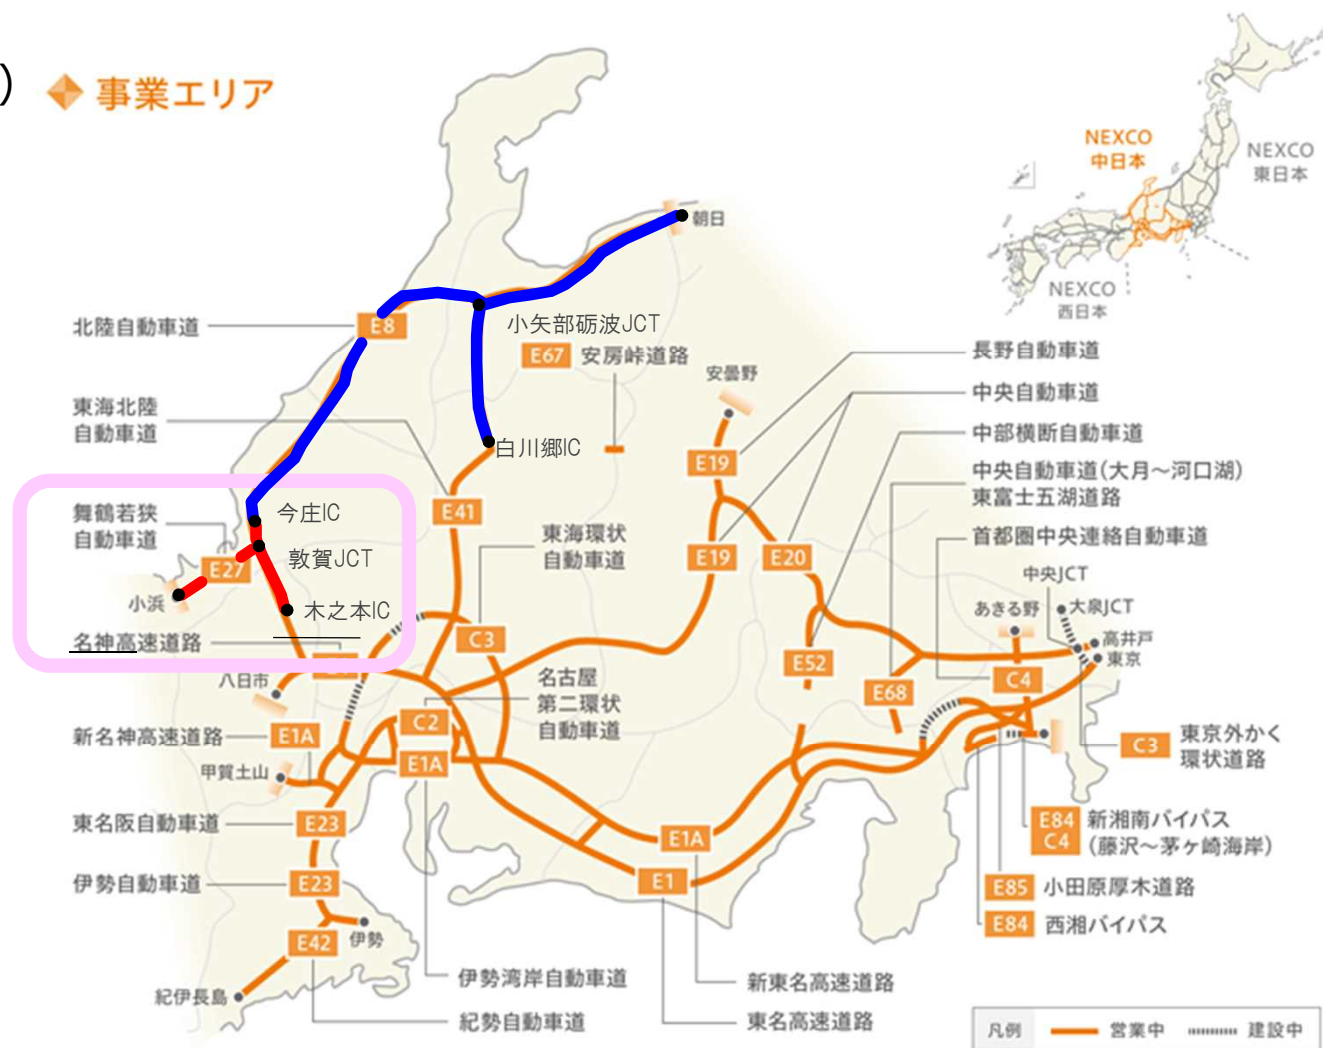 )
事業エリア
NEXCO
中日本
NEXCO
東日本
NEXCO
西日本
朝日
北陸自動車道
E8
小矢部砺波JCT
E67
安房峠道路
長野自動車道
安曇野
中央自動車道
東海北陸
自動車道
中部横断自動車道
白川郷IC
E19
中央自動車道(大月~河口湖)
東富士五湖道路
舞鶴若狭
自動車道
今庄IC
E41
東海環状
自動車道
首都圏中央連絡自動車道
敦賀JCT
E27
E19
E20
中央JCT
小浜
木之本IC
あきる野
大泉JCT
高井戸
東京
名神高速道路
C3
E52
八日市
名古屋
第二環状
自動車道
E68
C4
新名神高速道路
E1A
C2
C3
東京外かく
環状道路
甲賀土山
E1A
東名阪自動車道
E23
E1A
E84
C4
新湘南バイパス
(藤沢~茅ヶ崎海岸)
伊勢自動車道
E23
E1
E85
小田原厚木道路
E84
西湘バイパス
E42
伊勢
紀伊長島
伊勢湾岸自動車道
新東名高速道路
紀勢自動車道
東名高速道路
凡例
営業中
建設中